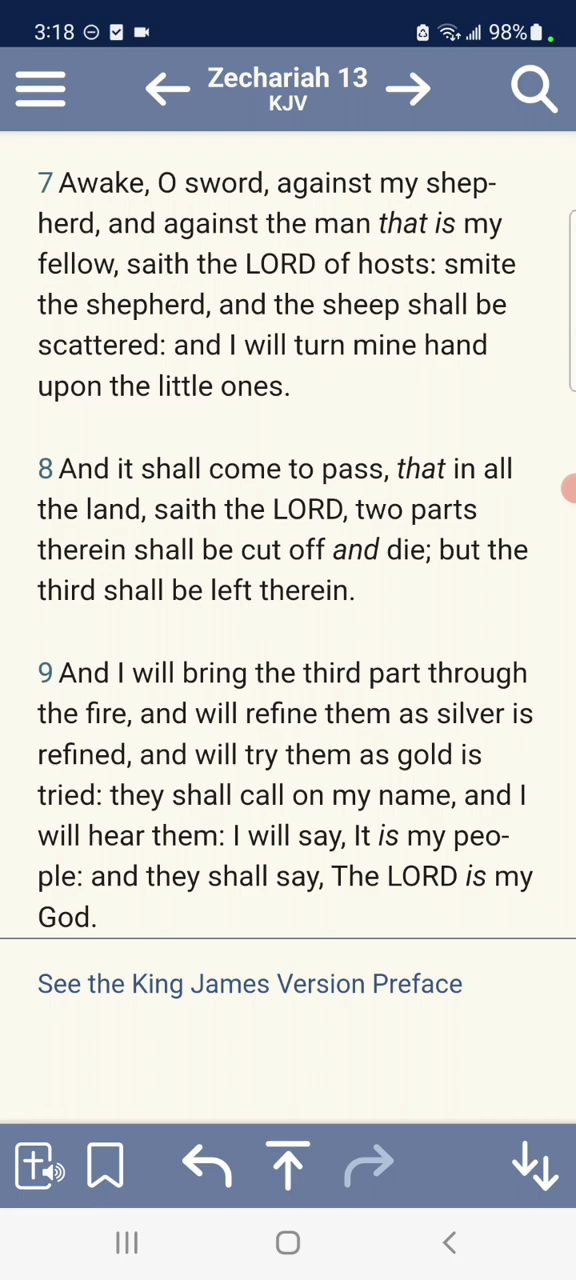 3:18 98%
Zechariah 13
KJV
7 Awake, O sword, against my shep-
herd, and against the man that is my
fellow, saith the LORD of hosts: smite
the shepherd, and the sheep shall be
scattered: and I will turn mine hand
upon the little ones.
8 And it shall come to pass, that in all
the land, saith the LORD, two parts
therein shall be cut off and die; but the
third shall be left therein.
9 And I will bring the third part through
the fire, and will refine them as silver is
refined, and will try them as gold is
tried: they shall call on my name, and I
will hear them: I will say, It is my peo-
ple: and they shall say, The LORD is my
God.
See the King James Version Preface